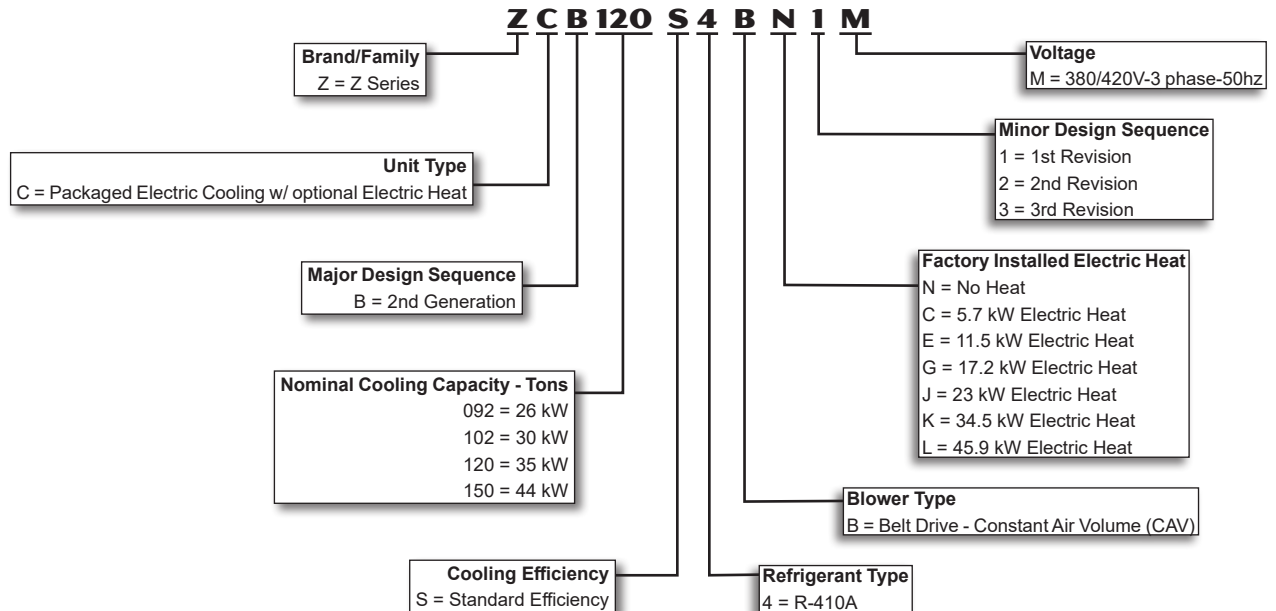 Z C B 120 S 4 B N 1 M
Brand/Family
Z = Z Series
Unit Type
C = Packaged Electric Cooling w/ optional Electric Heat
Major Design Sequence
B = 2nd Generation
Nominal Cooling Capacity - Tons
092 = 26 kW
102 = 30 kW
120 = 35 kW
150 = 44 kW
Cooling Efficiency
S = Standard Efficiency
Refrigerant Type
4 = R-410A
Blower Type
B = Belt Drive - Constant Air Volume (CAV)
Factory Installed Electric Heat
N = No Heat
C = 5.7 kW Electric Heat
E = 11.5 kW Electric Heat
G = 17.2 kW Electric Heat
J = 23 kW Electric Heat
K = 34.5 kW Electric Heat
L = 45.9 kW Electric Heat
Minor Design Sequence
1 = 1st Revision
2 = 2nd Revision
3 = 3rd Revision
Voltage
M = 380/420V-3 phase-50hz